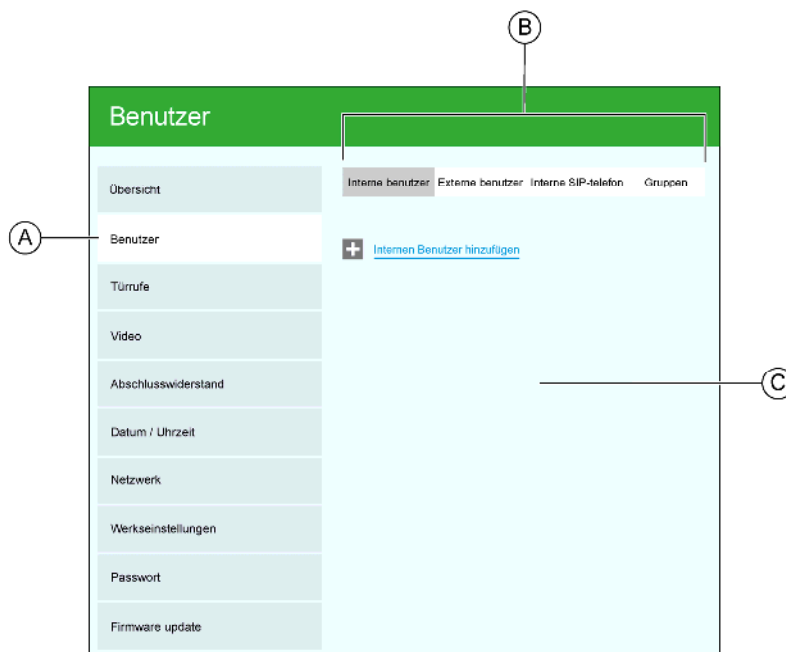 B
Benutzer
Interne benutzer Externe benutzer Interne SIP-telefon Gruppen
Übersicht
A
Benutzer
Internen Benutzer hinzufügen
Türrufe
Video
Abschlusswiderstand
C
Datum / Uhrzeit
Netzwerk
Werkseinstellungen
Passwort
Firmware update